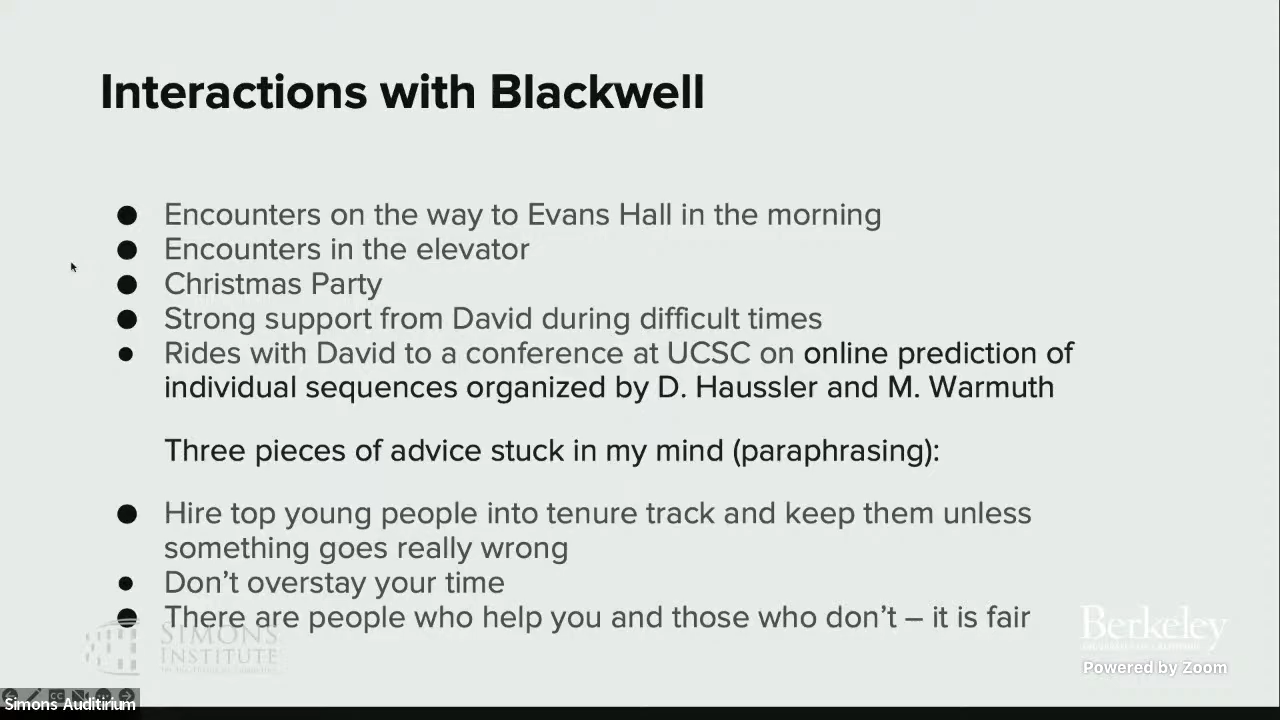 Interactions with Blackwell
● Encounters on the way to Evans Hall in the morning
● Encounters in the elevator
● Christmas Party
● Strong support from David during difficult times
● Rides with David to a conference at UCSC on online prediction of
individual sequences organized by D. Haussler and M. Warmuth
Three pieces of advice stuck in my mind (paraphrasing):
● Hire top young people into tenure track and keep them unless
something goes really wrong
● Don’t overstay your time
● There are people who help you and those who don’t – it is fair
SIMONS
INSTITUTE
Berkeley
Powered by Zoom
CC
Simons Auditirium